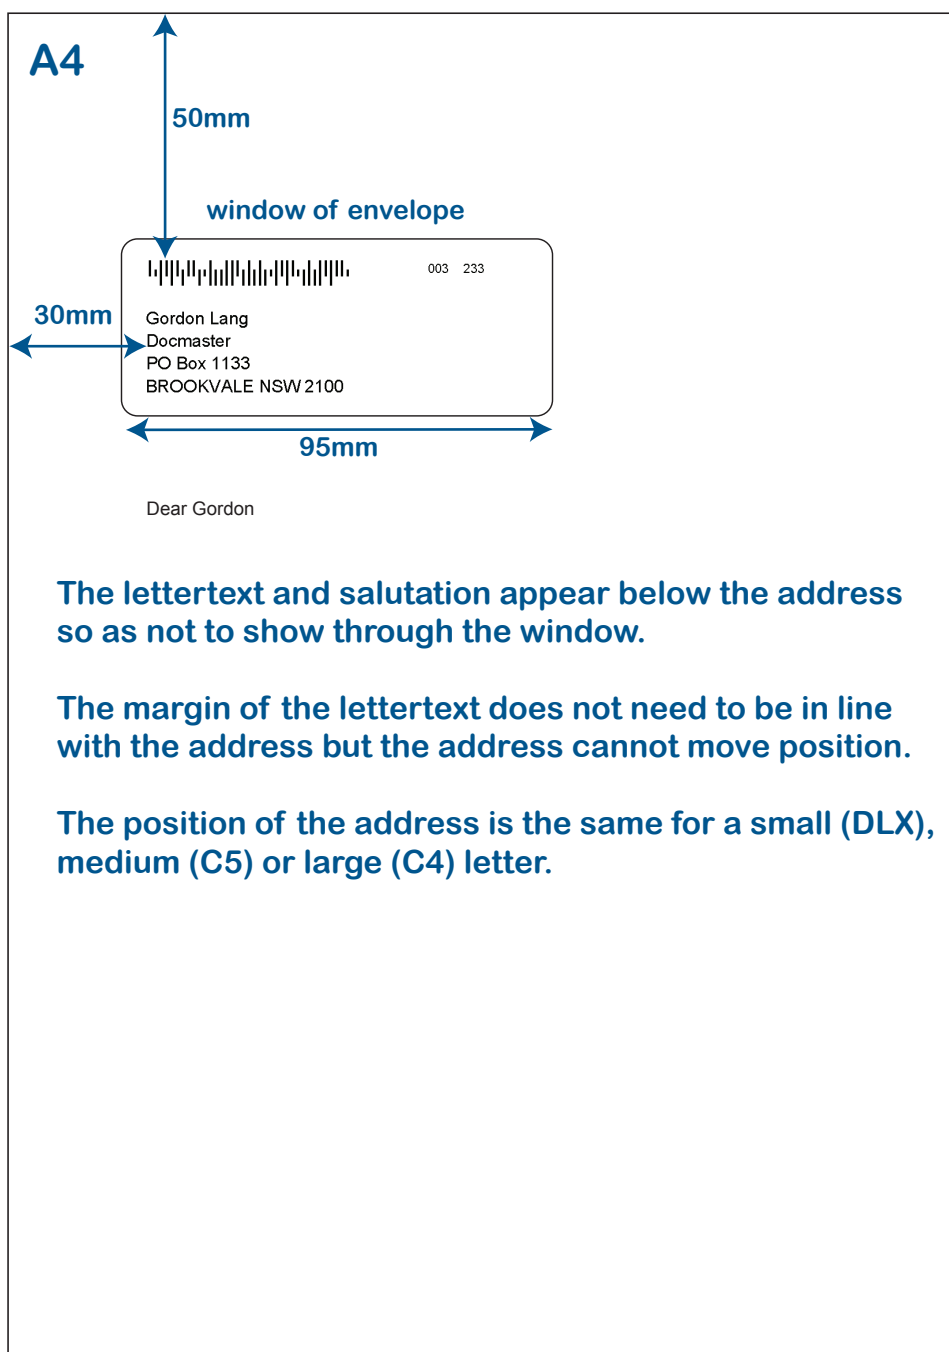 A4
50mm
window of envelope
003 233
30mm
Gordon Lang
Docmaster
PO Box 1133
BROOKVALE NSW 2100
95mm
Dear Gordon
The lettertext and salutation appear below the address
so as not to show through the window.
The margin of the lettertext does not need to be in line
with the address but the address cannot move position.
The position of the address is the same for a small (DLX),
medium (C5) or large (C4) letter.